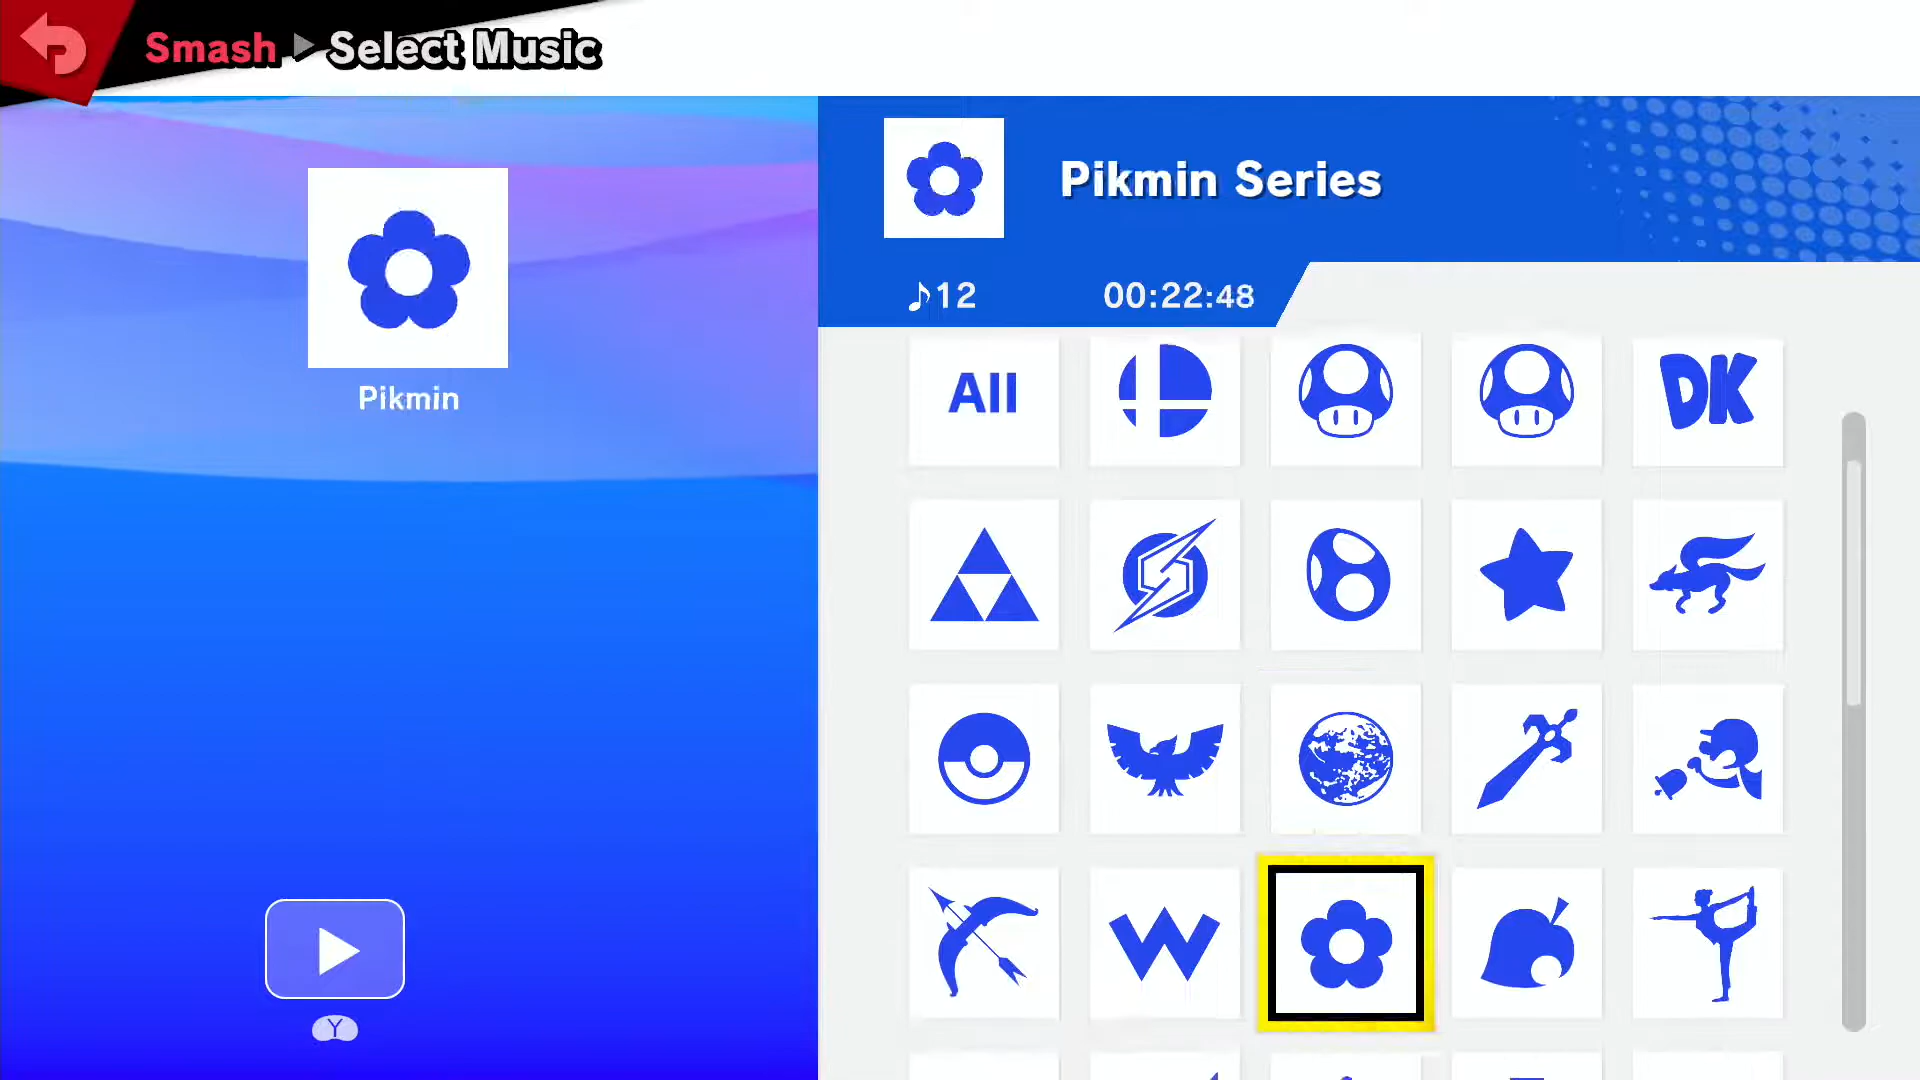 Smash Select Music
Pikmin Series
12 00:22:48
Pikmin
All
DK
W
Y